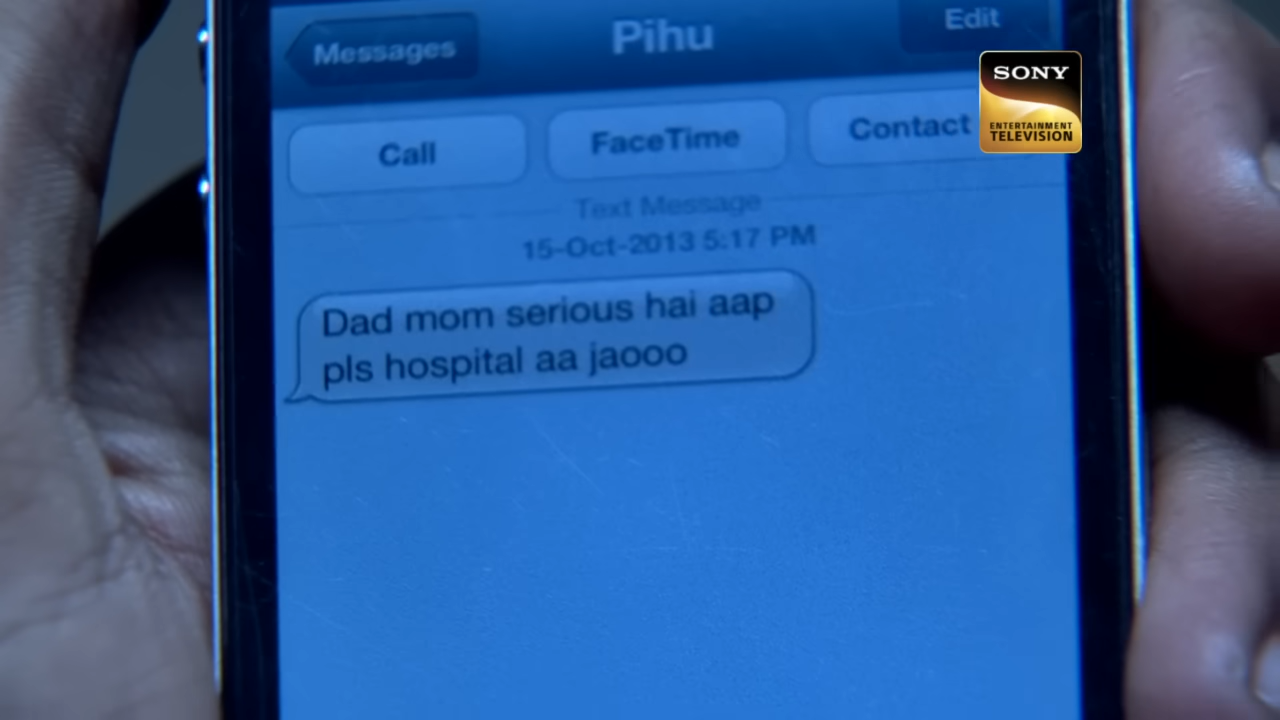 Messages
Pihu
Edit
Call
FaceTime
Contact
Text Message
15-Oct-2013 5:17 PM
Dad mom serious hai aap
pls hospital aa jaooo
SONY
ENTERTAINMENT
TELEVISION